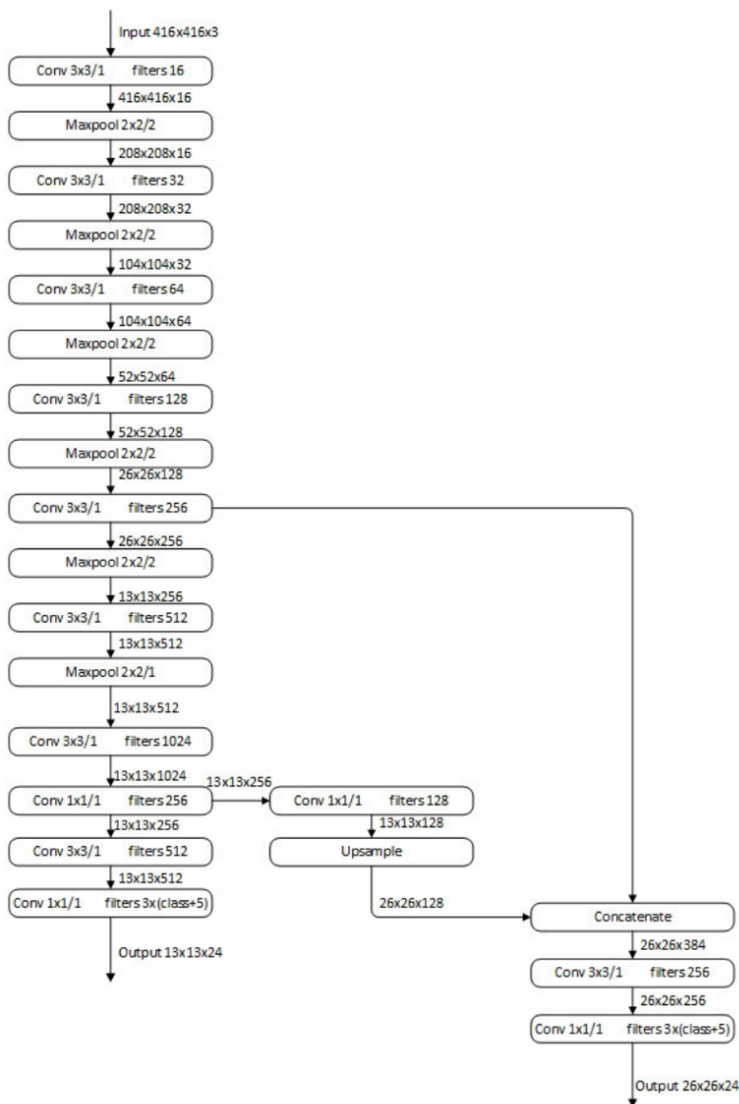 Input 416x416x3
Conv 3x3/1 filters 16
416x416x16
Maxpool 2x2/2
208x208x16
Conv 3x3/1 filters 32
208x208x32
Maxpool 2x2/2
104x104x32
Conv 3x3/1 filters 64
104x104x64
Maxpool 2x2/2
52x52x64
Conv 3x3/1 filters 128
52x52x128
Maxpool 2x2/2
26x26x128
Conv 3x3/1 filters 256
26x26x256
Maxpool 2x2/2
13x13x256
Conv 3x3/1 filters 512
13x13x512
Maxpool 2x2/1
13x13x512
Conv 3x3/1 filters 1024
13x13x1024
Conv 1x1/1 filters 256
13x13x256
Conv 3x3/1 filters 512
13x13x512
Conv 1x1/1 filters 3x(class+5)
Output 13x13x24
13x13x256
Conv 1x1/1 filters 128
13x13x128
Upsample
26x26x128
Concatenate
26x26x384
Conv 3x3/1 filters 256
26x26x256
Conv 1x1/1 filters 3x(class+5)
Output 26x26x24